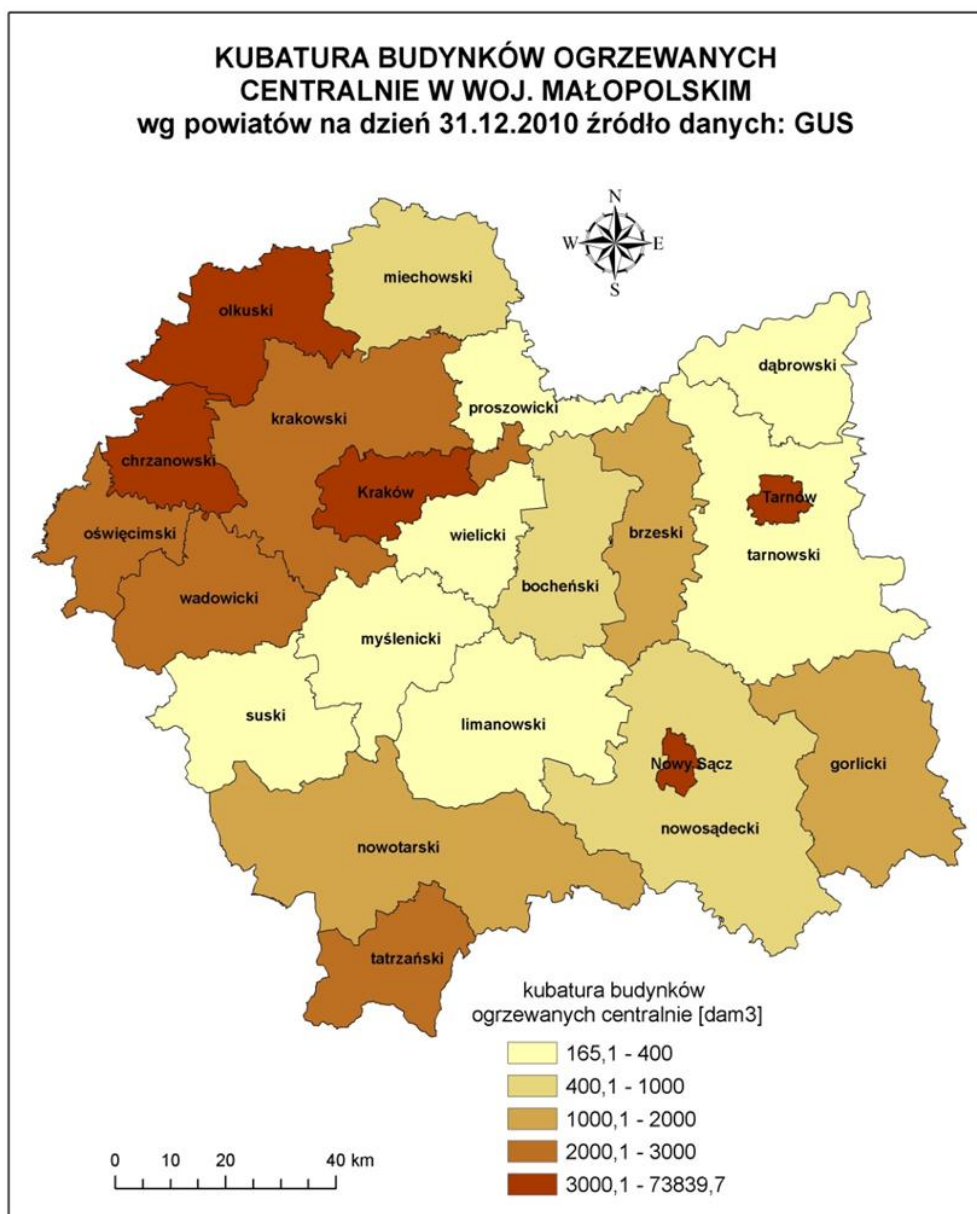 KUBATURA BUDYNKÓW OGRZEWANYCH
CENTRALNIE W WOJ. MAŁOPOLSKIM
wg powiatów na dzień 31.12.2010 źródło danych: GUS
N
W E
S
miechowski
olkuski
dąbrowski
krakowski
proszowicki
chrzanowski
Kraków
Tarnów
oświęcimski
wielicki
brzeski
tarnowski
bocheński
wadowicki
myślenicki
suski
limanowski
Nowy Sącz
gorlicki
nowosądecki
nowotarski
tatrzański
kubatura budynków
ogrzewanych centralnie [dam3]
165,1 - 400
400,1 - 1000
1000,1 - 2000
2000,1 - 3000
3000,1 - 73839,7
0 10 20 40 km